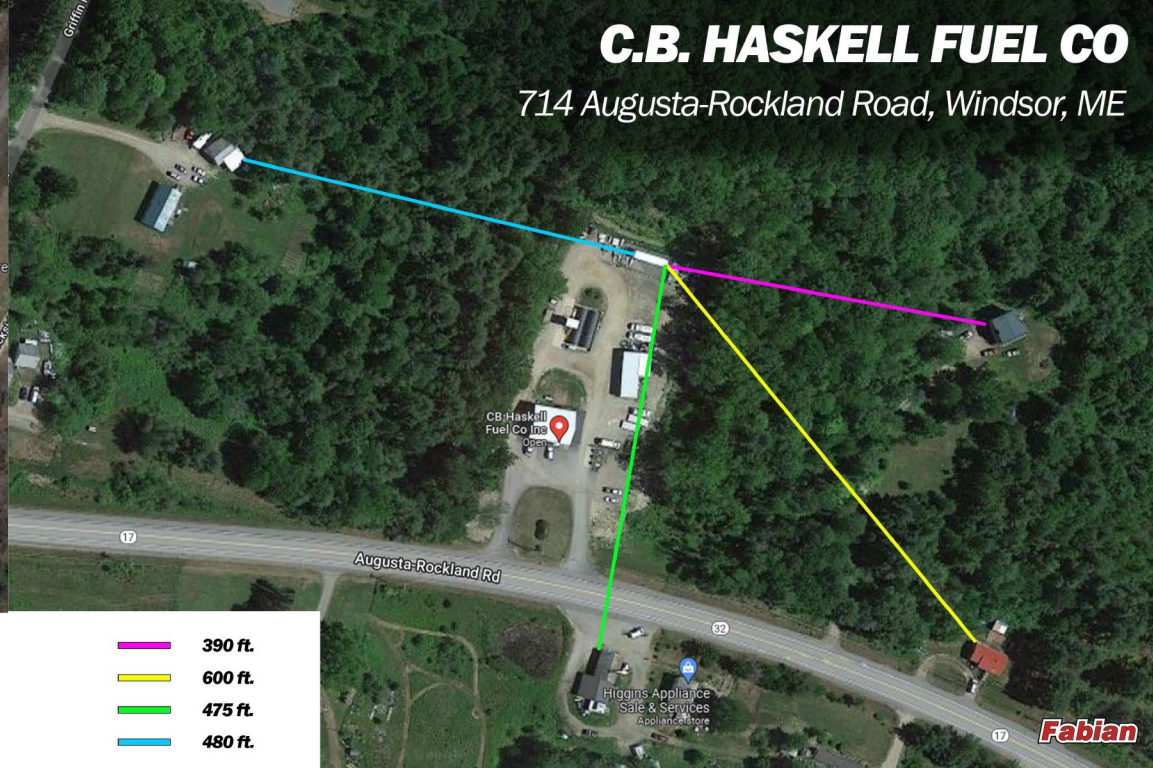 C.B. HASKELL FUEL CO
714 Augusta-Rockland Road, Windsor, ME
Griffin
CB Haskell
Fuel Co Inc
Open
17
Augusta-Rockland Rd
32
Higgins Appliance
Sale & Services
Appliance store
17
390 ft.
600 ft.
475 ft.
480 ft.
Fabian